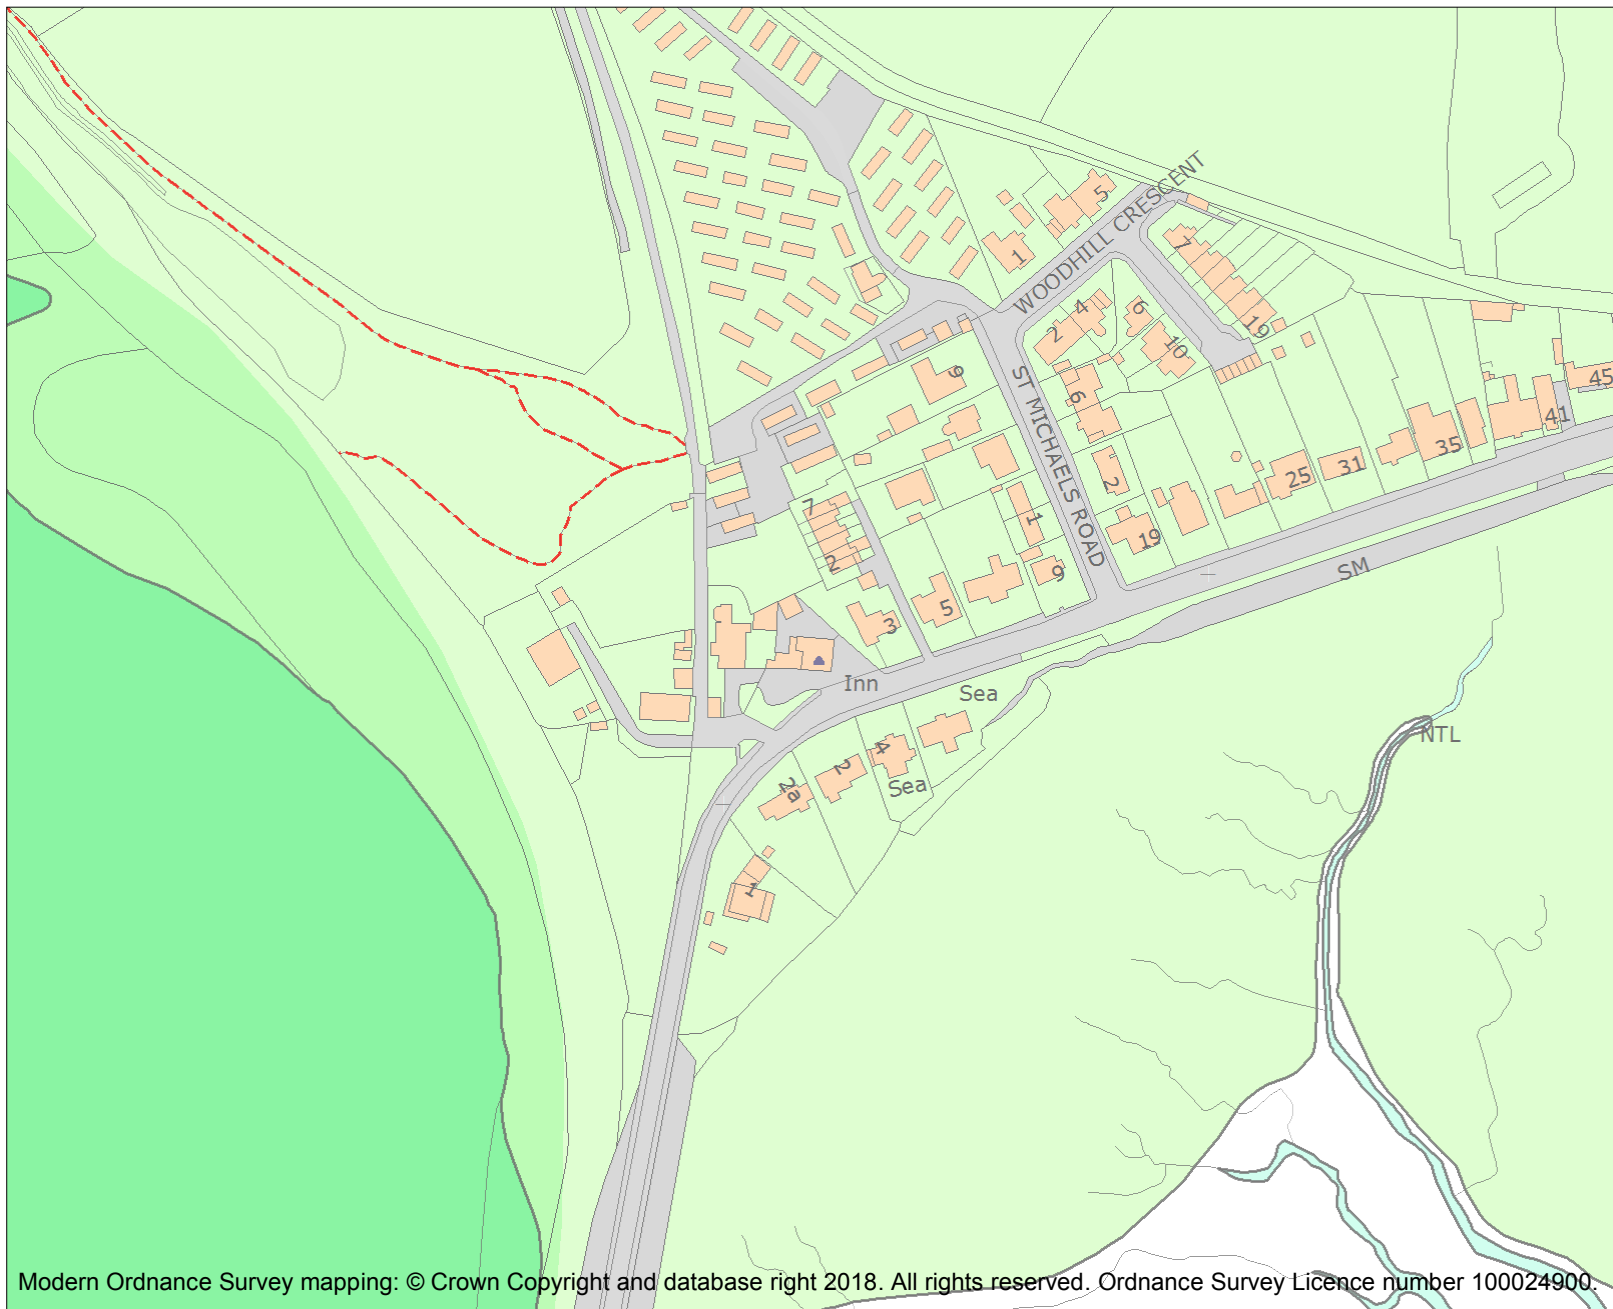 5
WOODHILL CRESCENT
1
7
4
6
2
19
10
9
ST MICHAELS ROAD
6
45
41
35
31
25
2
7
1
19
2
9
SM
5
3
Inn
Sea
NTL
4
2
Sea
2a
1
Modern Ordnance Survey mapping: © Crown Copyright and database right 2018. All rights reserved. Ordnance Survey Licence number 100024900.